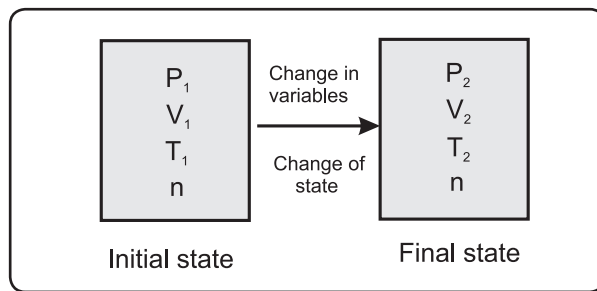 P₁
V₁
T₁
n
Initial state
Change in
variables
Change of
state
P₂
V₂
T₂
n
Final state